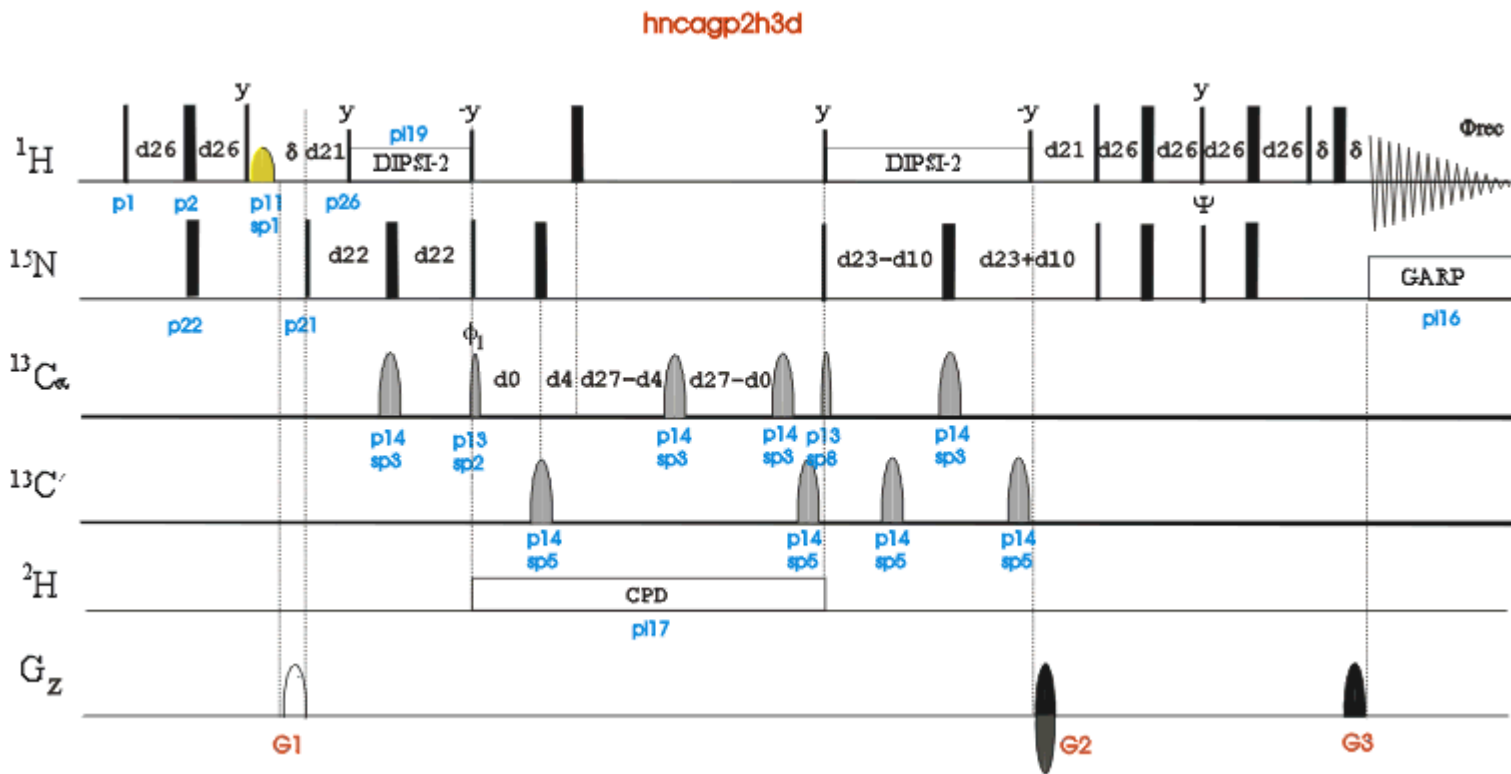 hncagp2h3d
y y -y y -y y
¹H d26 d26 δ d21 pl19 DIPSI-2 DIPSI-2 d21 d26 d26 d26 d26 δ δ Φrec
p1 p2 p11 p26 Ψ
sp1
¹⁵N d22 d22 d23-d10 d23+d10 GARP
p22 p21 pl16
ϕ₁
¹³Cα d0 d4 d27-d4 d27-d0
p14 p13 p14 p14 p13 p14
sp3 sp2 sp3 sp3 sp8 sp3
¹³C′
p14 p14 p14 p14
sp5 sp5 sp5 sp5
²H CPD
pl17
G_Z
G1 G2 G3